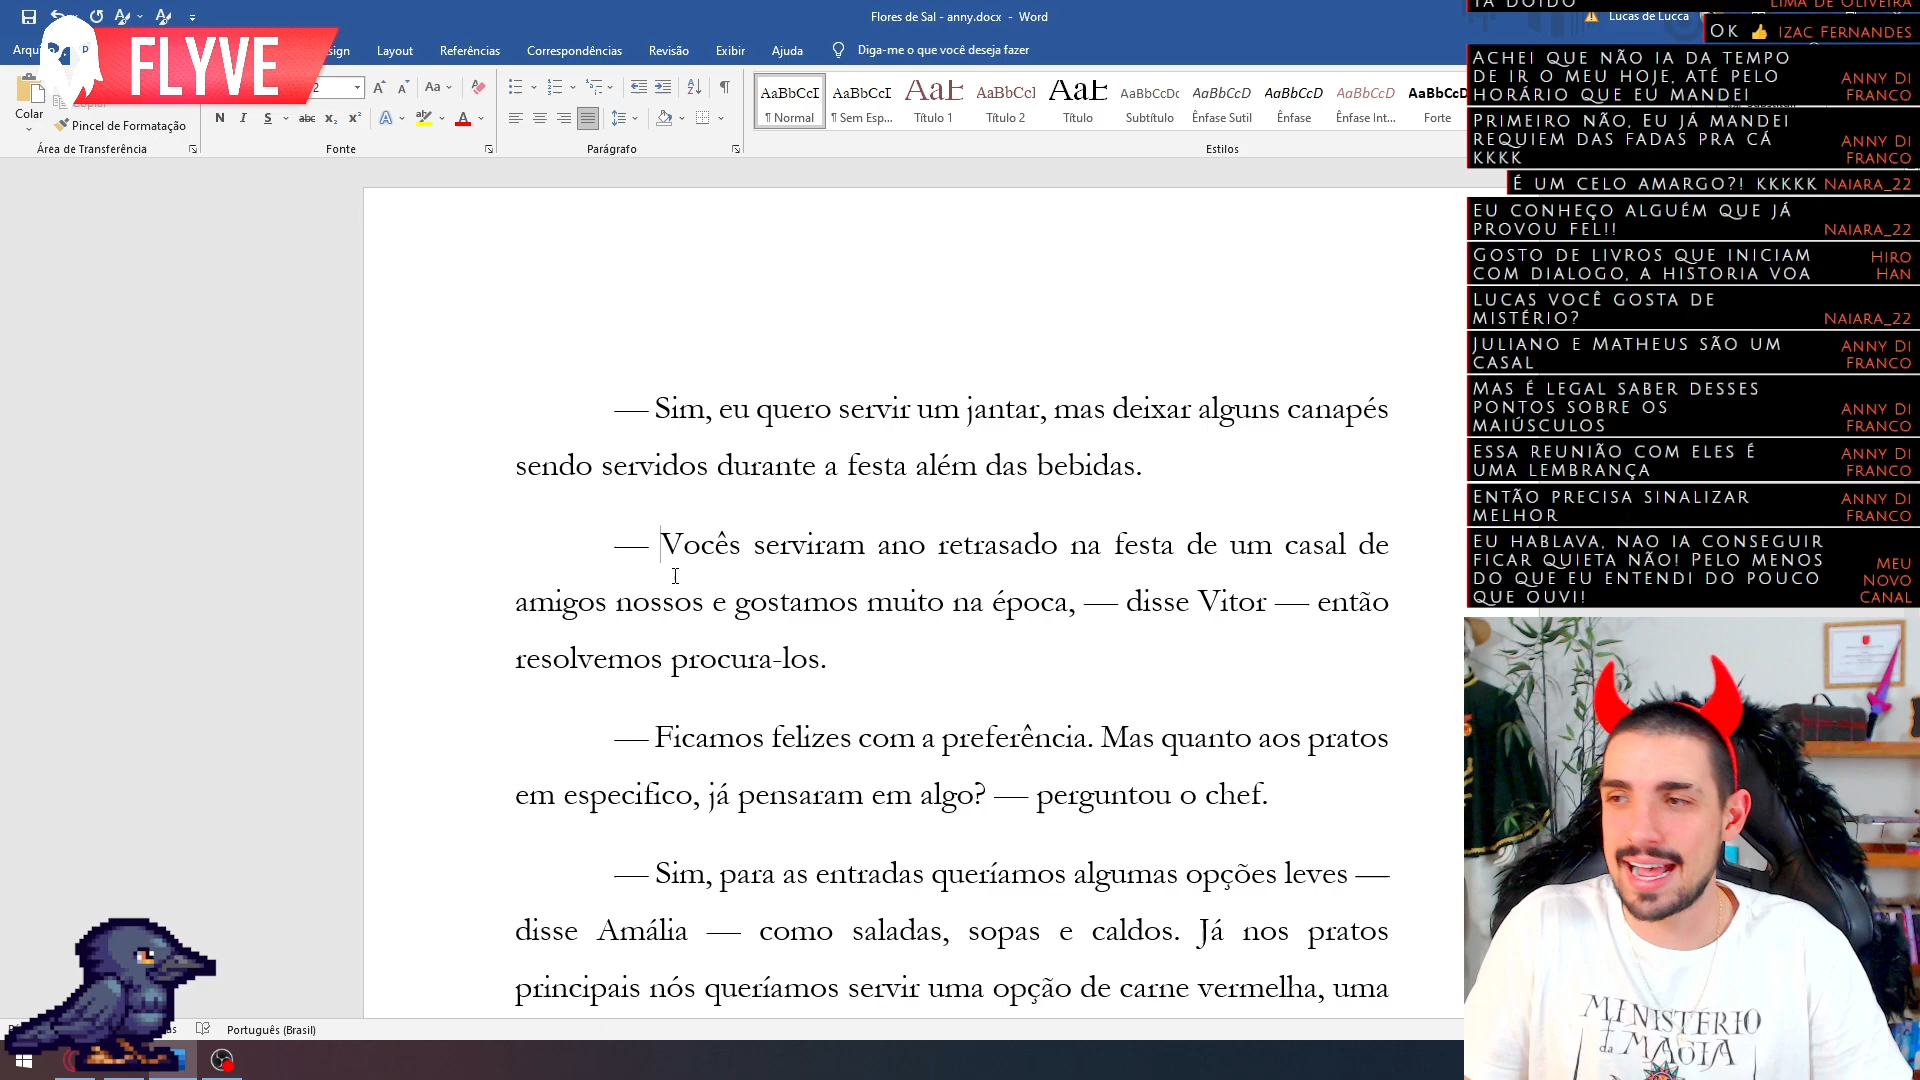 Flores de Sal - anny.docx - Word
Lucas de Lucca
FLYVE
Layout
Referências
Correspondências
Revisão
Exibir
Ajuda
Diga-me o que você deseja fazer
Colar
Copiar
Pincel de Formatação
Área de Transferência
N
I
S
abc
x₂
x²
Aa
Fonte
Parágrafo
AaBbCcI
¶ Normal
AaBbCcI
¶ Sem Esp...
AaE
Título 1
AaBbCcl
Título 2
AaE
Título
AaBbCcDc
Subtítulo
AaBbCcD
Ênfase Sutil
AaBbCcD
Ênfase
AaBbCcD
Ênfase Int...
AaBbCcD
Forte
Estilos
— Sim, eu quero servir um jantar, mas deixar alguns canapés
sendo servidos durante a festa além das bebidas.
— Vocês serviram ano retrasado na festa de um casal de
amigos nossos e gostamos muito na época, — disse Vitor — então
resolvemos procura-los.
— Ficamos felizes com a preferência. Mas quanto aos pratos
em especifico, já pensaram em algo? — perguntou o chef.
— Sim, para as entradas queríamos algumas opções leves —
disse Amália — como saladas, sopas e caldos. Já nos pratos
principais nós queríamos servir uma opção de carne vermelha, uma
Português (Brasil)
TÁ DOIDO
LIMA DE OLIVEIRA
OK 👍 IZAC FERNANDES
ACHEI QUE NÃO IA DA TEMPO
DE IR O MEU HOJE, ATÉ PELO
HORÁRIO QUE EU MANDEI
ANNY DI
FRANCO
PRIMEIRO NÃO, EU JÁ MANDEI
REQUIEM DAS FADAS PRA CÁ
KKKK
ANNY DI
FRANCO
É UM CELO AMARGO?! KKKKK NAIARA_22
EU CONHEÇO ALGUÉM QUE JÁ
PROVOU FEL!!
NAIARA_22
GOSTO DE LIVROS QUE INICIAM
COM DIALOGO, A HISTORIA VOA
HIRO
HAN
LUCAS VOCÊ GOSTA DE
MISTÉRIO?
NAIARA_22
JULIANO E MATHEUS SÃO UM
CASAL
ANNY DI
FRANCO
MAS É LEGAL SABER DESSES
PONTOS SOBRE OS
MAIÚSCULOS
ANNY DI
FRANCO
ESSA REUNIÃO COM ELES É
UMA LEMBRANÇA
ANNY DI
FRANCO
ENTÃO PRECISA SINALIZAR
MELHOR
ANNY DI
FRANCO
EU HABLAVA, NAO IA CONSEGUIR
FICAR QUIETA NÃO! PELO MENOS
DO QUE EU ENTENDI DO POUCO
QUE OUVI!
MEU
NOVO
CANAL
MINISTÉRIO
da
MAGIA